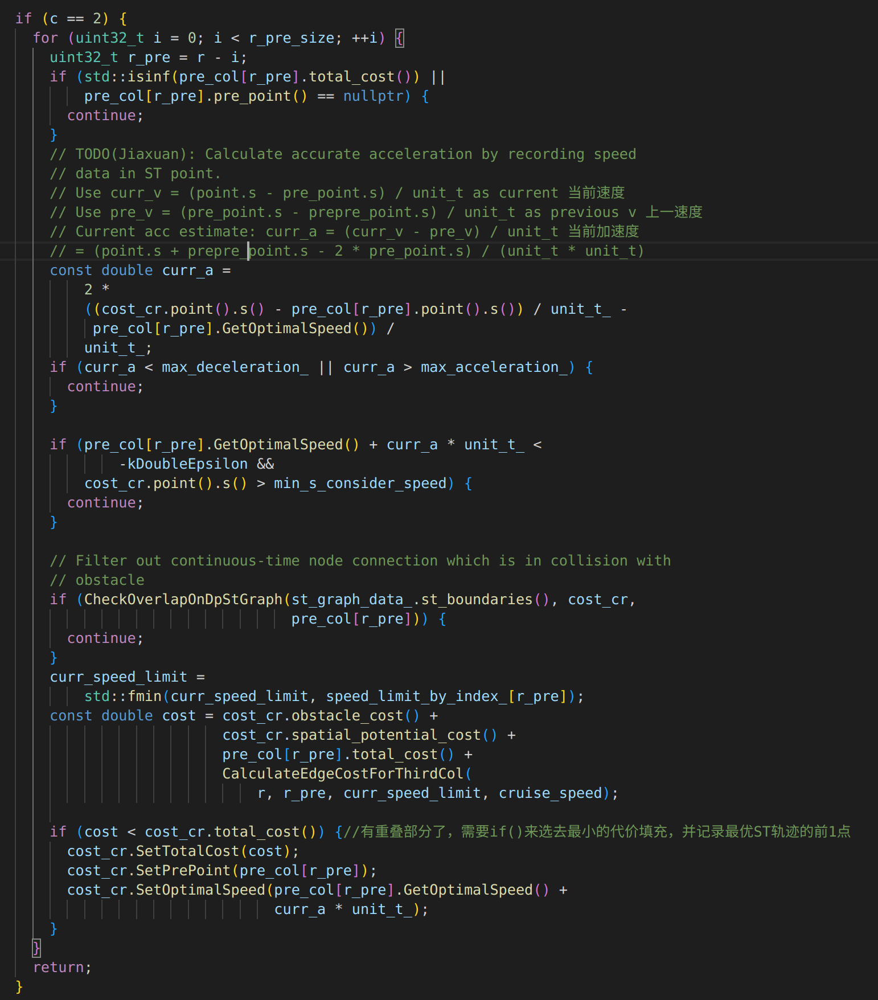 if (c == 2) {
for (uint32_t i = 0; i < r_pre_size; ++i) {
uint32_t r_pre = r - i;
if (std::isinf(pre_col[r_pre].total_cost()) ||
pre_col[r_pre].pre_point() == nullptr) {
continue;
}
// TODO(Jiaxuan): Calculate accurate acceleration by recording speed
// data in ST point.
// Use curr_v = (point.s - pre_point.s) / unit_t as current 当前速度
// Use pre_v = (pre_point.s - prepre_point.s) / unit_t as previous v 上一速度
// Current acc estimate: curr_a = (curr_v - pre_v) / unit_t 当前加速度
// = (point.s + prepre_point.s - 2 * pre_point.s) / (unit_t * unit_t)
const double curr_a =
2 *
((cost_cr.point().s() - pre_col[r_pre].point().s()) / unit_t_ -
pre_col[r_pre].GetOptimalSpeed()) /
unit_t_;
if (curr_a < max_deceleration_ || curr_a > max_acceleration_) {
continue;
}
if (pre_col[r_pre].GetOptimalSpeed() + curr_a * unit_t_ <
-kDoubleEpsilon &&
cost_cr.point().s() > min_s_consider_speed) {
continue;
}
// Filter out continuous-time node connection which is in collision with
// obstacle
if (CheckOverlapOnDpStGraph(st_graph_data_.st_boundaries(), cost_cr,
pre_col[r_pre])) {
continue;
}
curr_speed_limit =
std::fmin(curr_speed_limit, speed_limit_by_index_[r_pre]);
const double cost = cost_cr.obstacle_cost() +
cost_cr.spatial_potential_cost() +
pre_col[r_pre].total_cost() +
CalculateEdgeCostForThirdCol(
r, r_pre, curr_speed_limit, cruise_speed);
if (cost < cost_cr.total_cost()) {//有重叠部分了，需要if()来选去最小的代价填充，并记录最优ST轨迹的前1点
cost_cr.SetTotalCost(cost);
cost_cr.SetPrePoint(pre_col[r_pre]);
cost_cr.SetOptimalSpeed(pre_col[r_pre].GetOptimalSpeed() +
curr_a * unit_t_);
}
}
return;
}